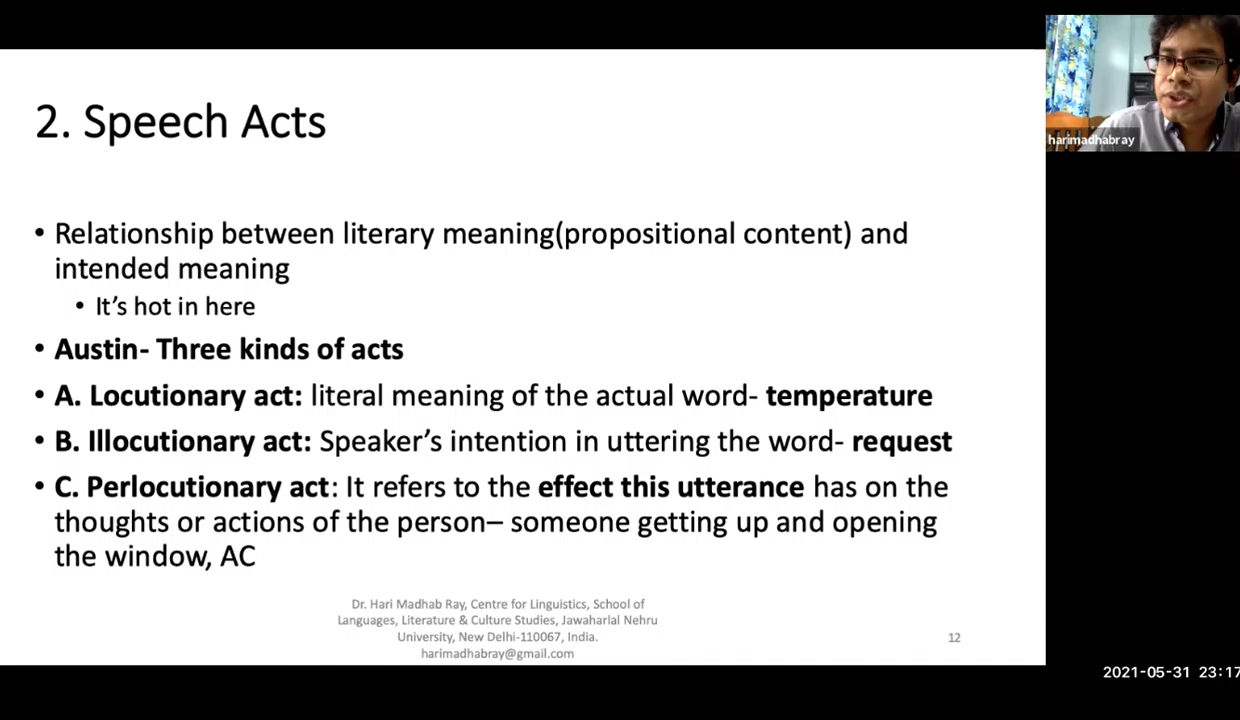 2. Speech Acts
• Relationship between literary meaning(propositional content) and
intended meaning
• It's hot in here
• Austin- Three kinds of acts
• A. Locutionary act: literal meaning of the actual word- temperature
• B. Illocutionary act: Speaker's intention in uttering the word- request
• C. Perlocutionary act: It refers to the effect this utterance has on the
thoughts or actions of the person– someone getting up and opening
the window, AC
Dr. Hari Madhab Ray, Centre for Linguistics, School of
Languages, Literature & Culture Studies, Jawaharlal Nehru
University, New Delhi-110067, India.
harimadhabray@gmail.com
12
harimadhabray
2021-05-31 23:17